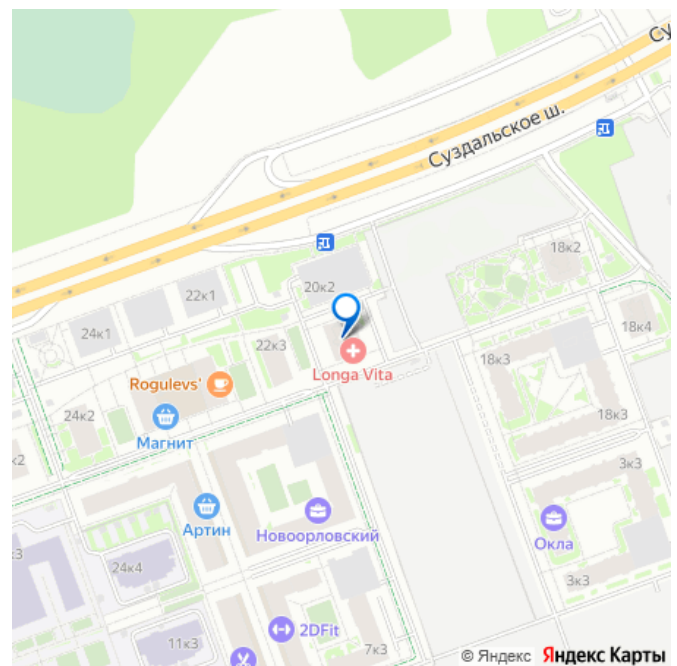 Су
Суздальское ш.
18к2
20к2
22к1
24к1
18к4
22к3
18к3
Longa Vita
Rogulevs'
24к2
18к3
Магнит
к2
3к3
Артин
Новоорловский
Окла
к3
24к4
3к3
2DFit
11к3
7к3
© Яндекс Яндекс Карты